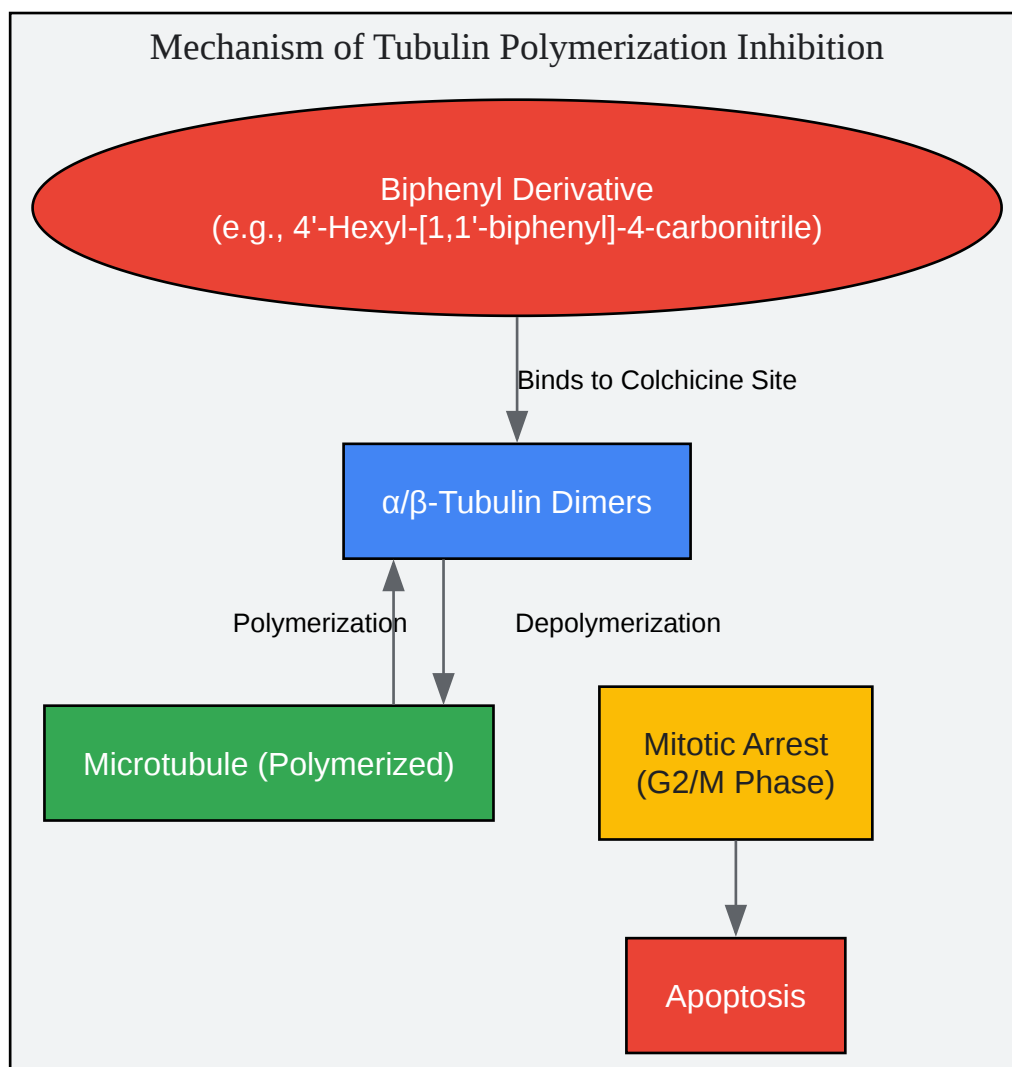 Mechanism of Tubulin Polymerization Inhibition
Biphenyl Derivative
(e.g., 4'-Hexyl-[1,1'-biphenyl]-4-carbonitrile)
Binds to Colchicine Site
α/β-Tubulin Dimers
Polymerization
Depolymerization
Microtubule (Polymerized)
Mitotic Arrest
(G2/M Phase)
Apoptosis